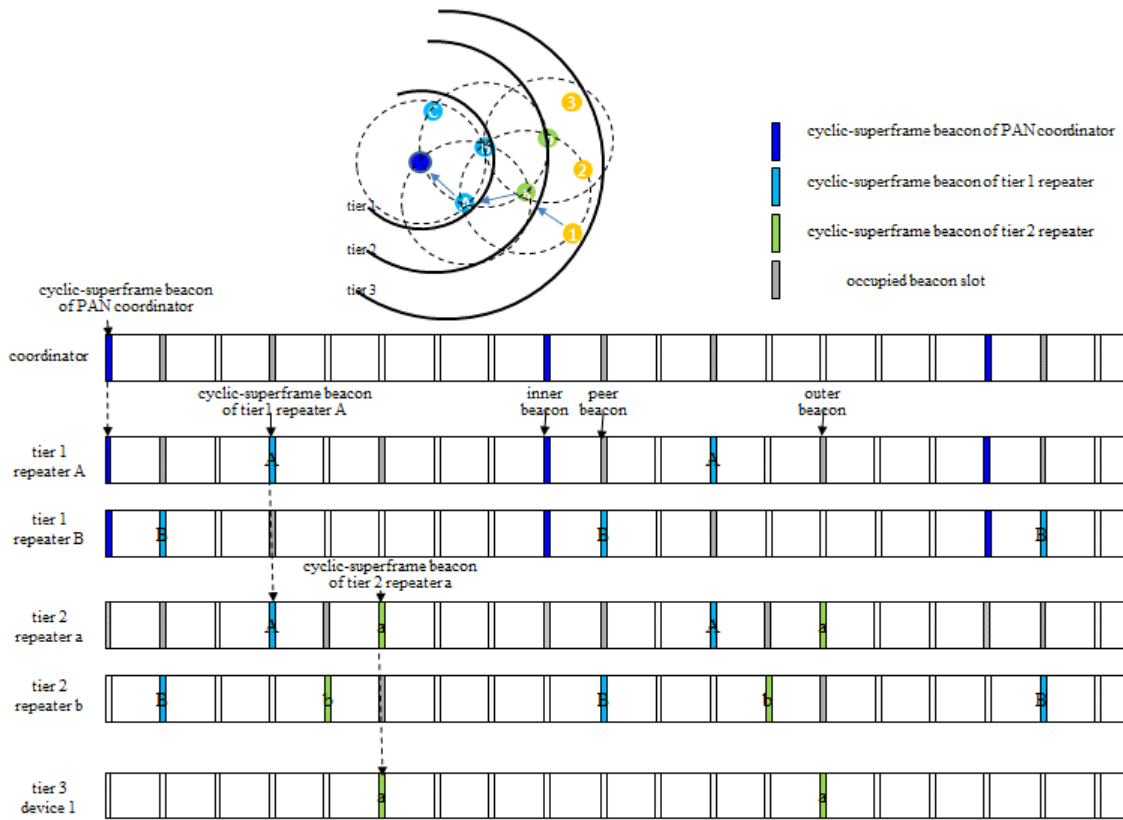 C
3
A
2
a
1
tier 1
tier 2
tier 3
cyclic-superframe beacon of PAN coordinator
cyclic-superframe beacon of tier 1 repeater
cyclic-superframe beacon of tier 2 repeater
occupied beacon slot
cyclic-superframe beacon
of PAN coordinator
coordinator
cyclic-superframe beacon
of tier1 repeater A
inner
beacon
peer
beacon
outer
beacon
tier 1
repeater A
A
A
tier 1
repeater B
B
B
B
cyclic-superframe beacon
of tier 2 repeater a
tier 2
repeater a
A
a
A
a
tier 2
repeater b
B
b
B
b
B
tier 3
device 1
a
a